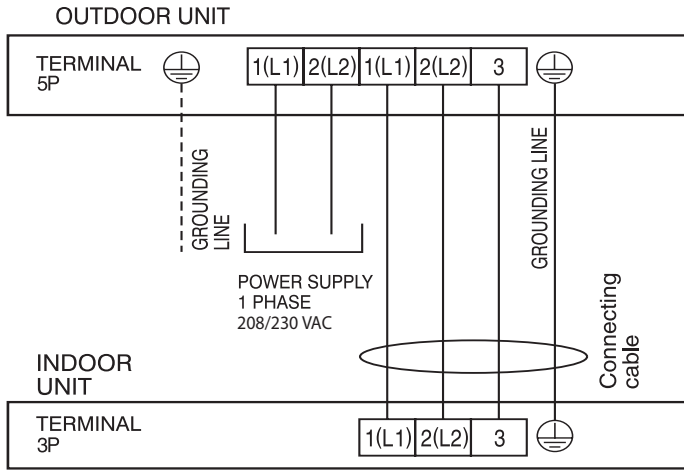 OUTDOOR UNIT
TERMINAL
5P
1(L1) 2(L2) 1(L1) 2(L2) 3
GROUNDING
LINE
GROUNDING LINE
POWER SUPPLY
1 PHASE
208/230 VAC
Connecting
cable
INDOOR
UNIT
TERMINAL
3P
1(L1) 2(L2) 3